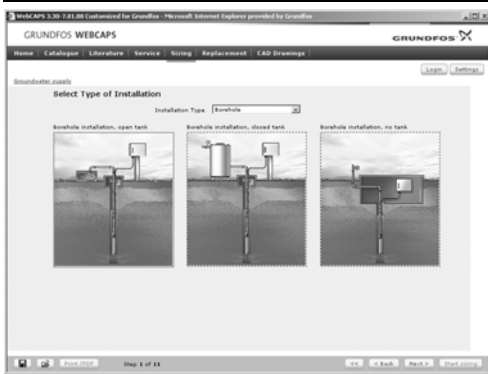 WebCAPS 3.30-7.01.08 Customized for Grundfos - Microsoft Internet Explorer provided by Grundfos
GRUNDFOS WEBCAPS
GRUNDFOS
Home Catalogue Literature Service Sizing Replacement CAD Drawings
Login Settings
Groundwater supply
Select Type of Installation
Installation Type Borehole
Borehole installation, open tank Borehole installation, closed tank Borehole installation, no tank
Print/PDF Step 1 of 11 << < Back Next > Start sizing